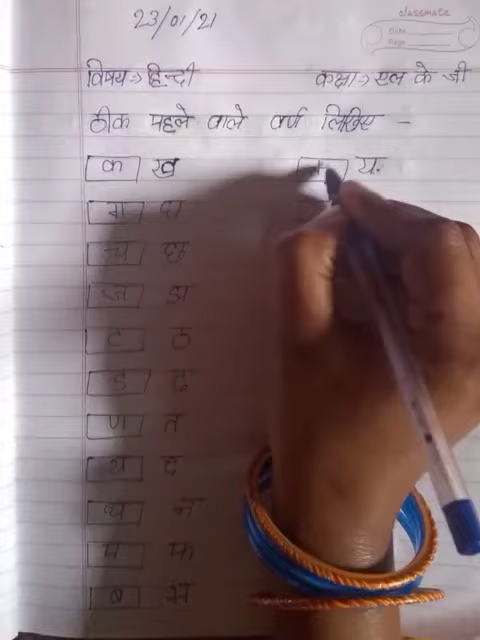 23/01/21
classmate
Date
Page
विषय→ हिन्दी कक्षा→ एल के जी
ठीक पहले वाले वर्ण लिखिए -
क ख य
ग घ
च छ
ज झ
ट ठ
ड ढ
ण त
थ द
ध न
प फ
ब भ